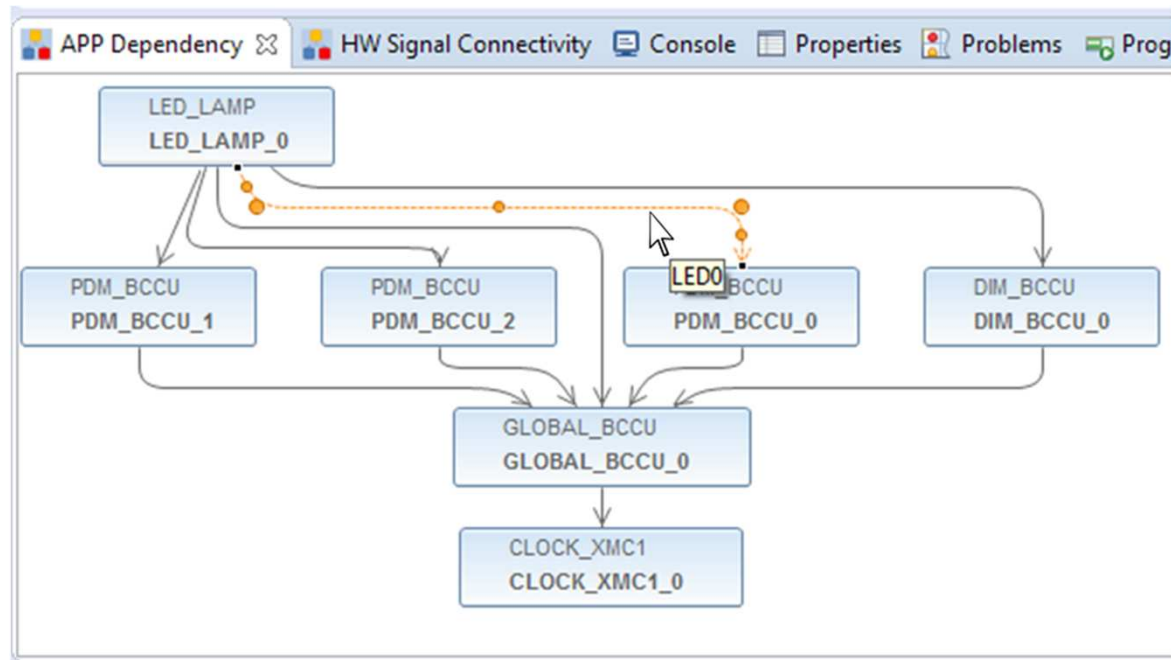 APP Dependency HW Signal Connectivity Console Properties Problems Prog
LED_LAMP
LED_LAMP_0
PDM_BCCU
PDM_BCCU_1
PDM_BCCU
PDM_BCCU_2
LED0
BCCU
PDM_BCCU_0
DIM_BCCU
DIM_BCCU_0
GLOBAL_BCCU
GLOBAL_BCCU_0
CLOCK_XMC1
CLOCK_XMC1_0